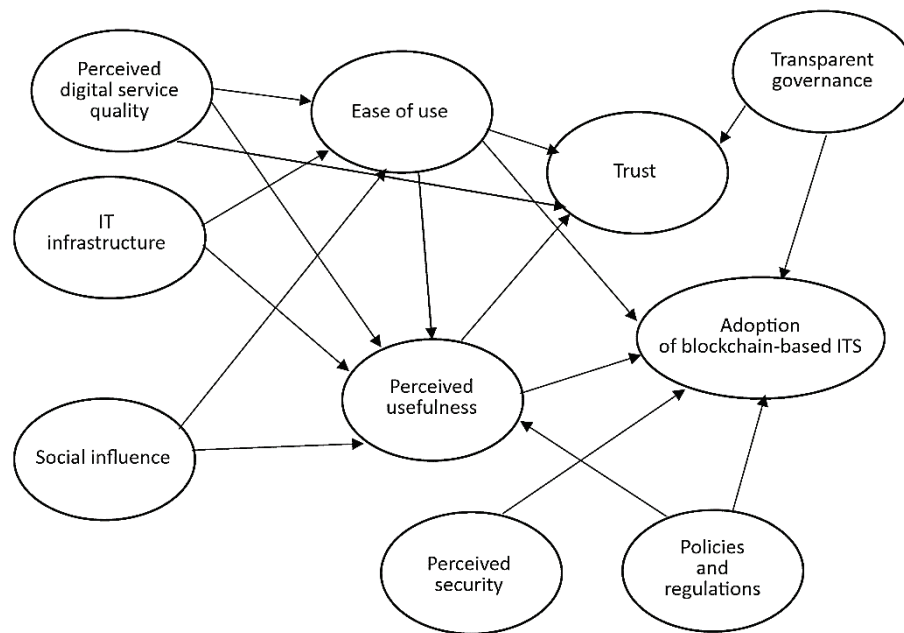 Perceived
digital service
quality
Ease of use
Transparent
governance
Trust
IT
infrastructure
Adoption
of blockchain-based ITS
Perceived
usefulness
Social influence
Perceived
security
Policies
and
regulations